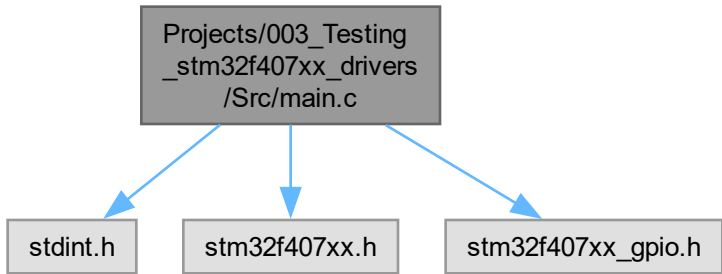 Projects/003_Testing
_stm32f407xx_drivers
/Src/main.c
stdint.h
stm32f407xx.h
stm32f407xx_gpio.h